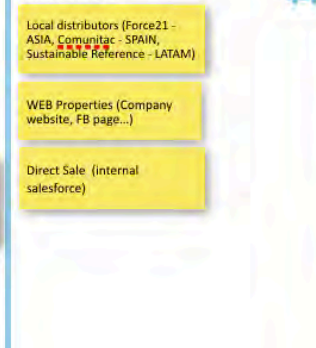 Local distributors (Force21 -
ASIA, Comunitac - SPAIN,
Sustainable Reference - LATAM)
WEB Properties (Company
website, FB page...)
Direct Sale  (internal
salesforce)